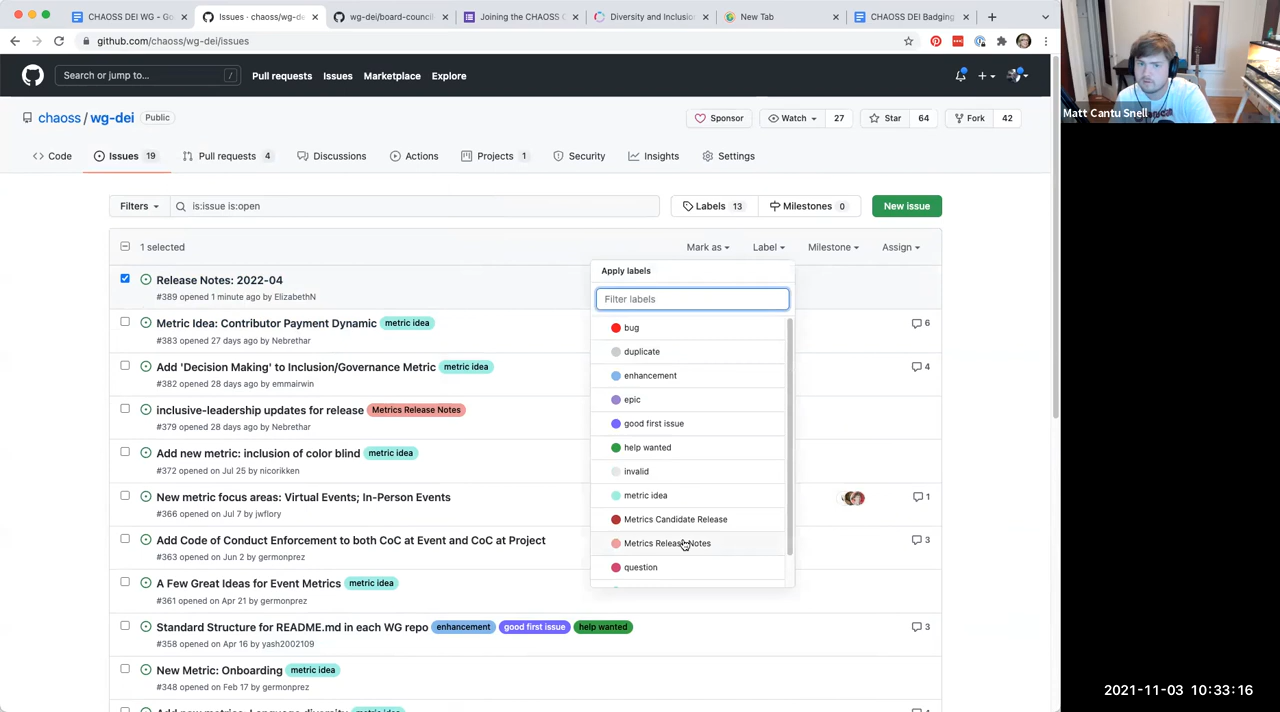 CHAOSS DEI WG - Go
Issues · chaoss/wg-de
wg-dei/board-council
Joining the CHAOSS C
Diversity and Inclusio
New Tab
CHAOSS DEI Badging
github.com/chaoss/wg-dei/issues
Search or jump to...
/
Pull requests
Issues
Marketplace
Explore
Matt Cantu Snell
chaoss / wg-dei
Public
Sponsor
Watch
27
Star
64
Fork
42
Code
Issues 19
Pull requests 4
Discussions
Actions
Projects 1
Security
Insights
Settings
Filters
is:issue is:open
Labels 13
Milestones 0
New issue
1 selected
Mark as
Label
Milestone
Assign
Release Notes: 2022-04
#389 opened 1 minute ago by ElizabethN
Metric Idea: Contributor Payment Dynamic metric idea
6
#383 opened 27 days ago by Nebrethar
Add 'Decision Making' to Inclusion/Governance Metric metric idea
4
#382 opened 28 days ago by emmairwin
inclusive-leadership updates for release Metrics Release Notes
#379 opened 28 days ago by Nebrethar
Add new metric: inclusion of color blind metric idea
#372 opened on Jul 25 by nicorikken
New metric focus areas: Virtual Events; In-Person Events
1
#366 opened on Jul 7 by jwflory
Add Code of Conduct Enforcement to both CoC at Event and CoC at Project
3
#363 opened on Jun 2 by germonprez
A Few Great Ideas for Event Metrics metric idea
#361 opened on Apr 21 by germonprez
Standard Structure for README.md in each WG repo enhancement good first issue help wanted
3
#358 opened on Apr 16 by yash2002109
New Metric: Onboarding metric idea
#348 opened on Feb 17 by germonprez
Apply labels
Filter labels
bug
duplicate
enhancement
epic
good first issue
help wanted
invalid
metric idea
Metrics Candidate Release
Metrics Release Notes
question
2021-11-03 10:33:16